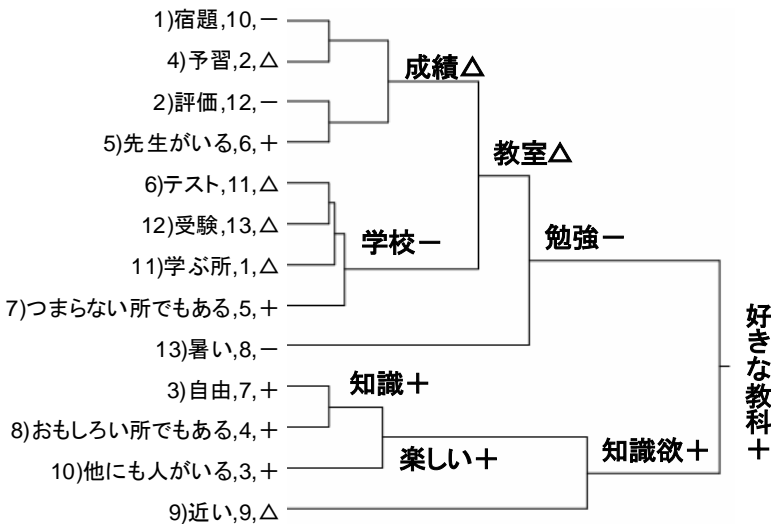 1)宿題,10,－
4)予習,2,△
成績△
2)評価,12,－
5)先生がいる,6,＋
教室△
6)テスト,11,△
12)受験,13,△
学校－
勉強－
11)学ぶ所,1,△
7)つまらない所でもある,5,＋
13)暑い,8,－
好きな教科＋
3)自由,7,＋
知識＋
8)おもしろい所でもある,4,＋
楽しい＋
知識欲＋
10)他にも人がいる,3,＋
9)近い,9,△